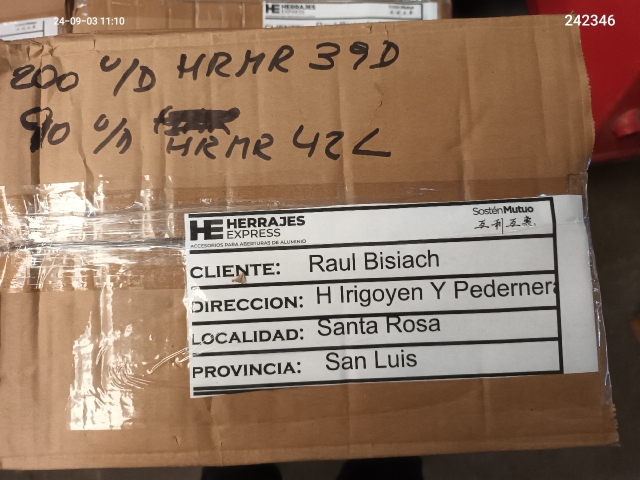 24-09-03 11:10
242346
HERRAJES
EXPRESS
200 U/D HRMR 39D
90 U/D HRMR 42L
HE HERRAJES
EXPRESS
ACCESORIOS PARA ABERTURAS DE ALUMINIO
Sostén Mutuo
CLIENTE: Raul Bisiach
DIRECCION: H Irigoyen Y Pedernera
LOCALIDAD: Santa Rosa
PROVINCIA: San Luis